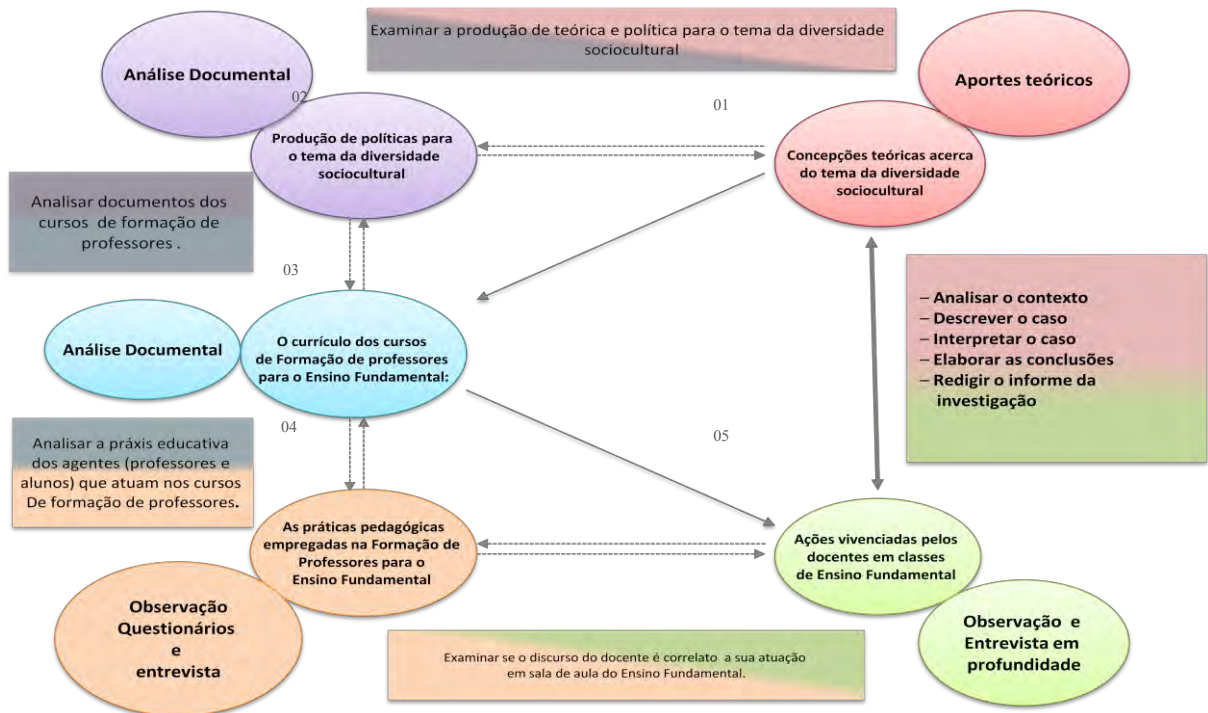 Examinar a produção de teórica e política para o tema da diversidade
sociocultural
Análise Documental
Aportes teóricos
02
01
Produção de políticas para
o tema da diversidade
sociocultural
Concepções teóricas acerca
do tema da diversidade
sociocultural
Analisar documentos dos
cursos de formação de
professores .
03
– Analisar o contexto
– Descrever o caso
– Interpretar o caso
– Elaborar as conclusões
– Redigir o informe da
investigação
Análise Documental
O currículo dos cursos
de Formação de professores
para o Ensino Fundamental:
04
05
Analisar a práxis educativa
dos agentes (professores e
alunos) que atuam nos cursos
De formação de professores.
As práticas pedagógicas
empregadas na Formação de
Professores para o
Ensino Fundamental
Ações vivenciadas pelos
docentes em classes
de Ensino Fundamental
Observação
Questionários
e
entrevista
Observação e
Entrevista em
profundidade
Examinar se o discurso do docente é correlato a sua atuação
em sala de aula do Ensino Fundamental.